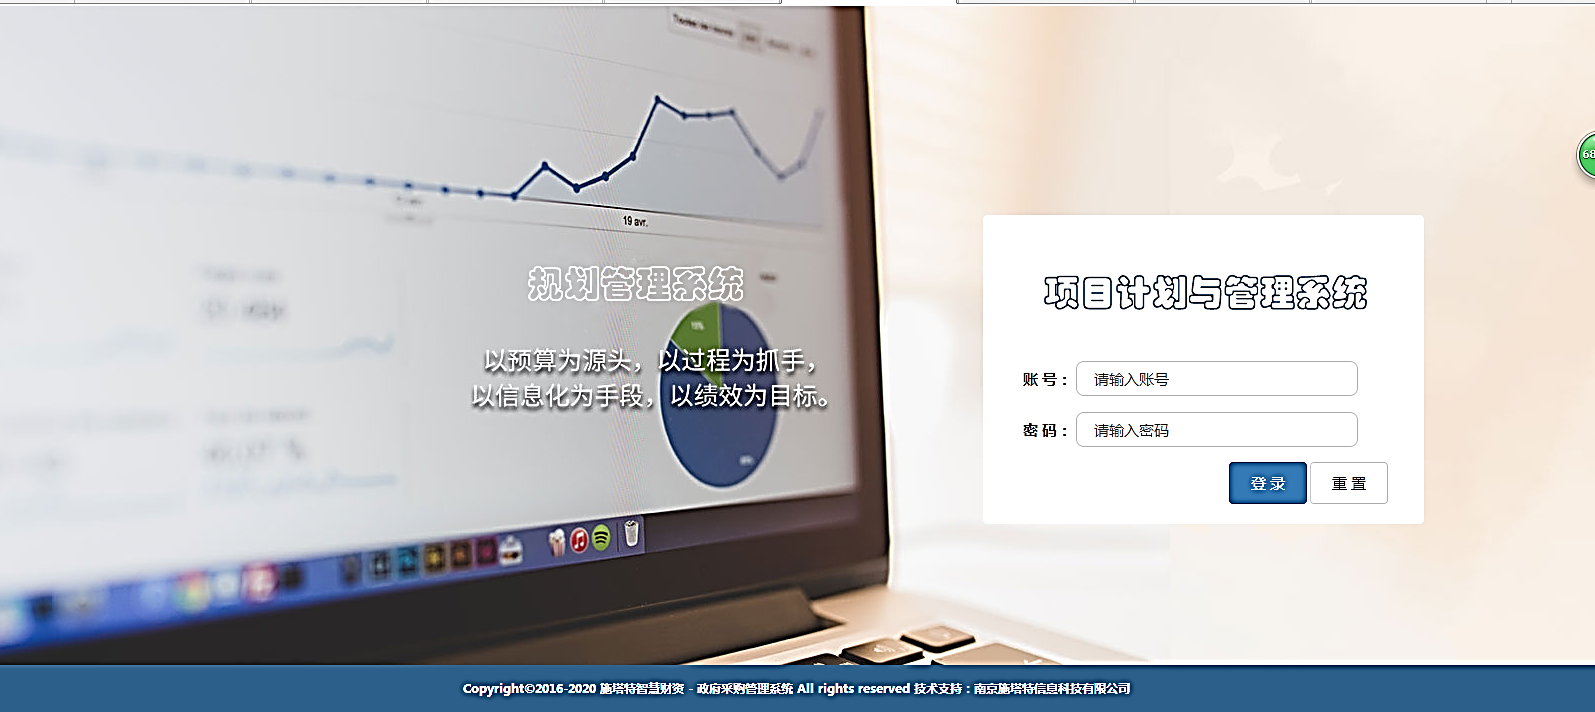 19 avr.
规划管理系统
以预算为源头，以过程为抓手，
以信息化为手段，以绩效为目标。
项目计划与管理系统
账 号： 请输入账号
密 码： 请输入密码
登 录 重 置
68
Copyright©2016-2020 施塔特智慧财资 - 政府采购管理系统 All rights reserved 技术支持：南京施塔特信息科技有限公司